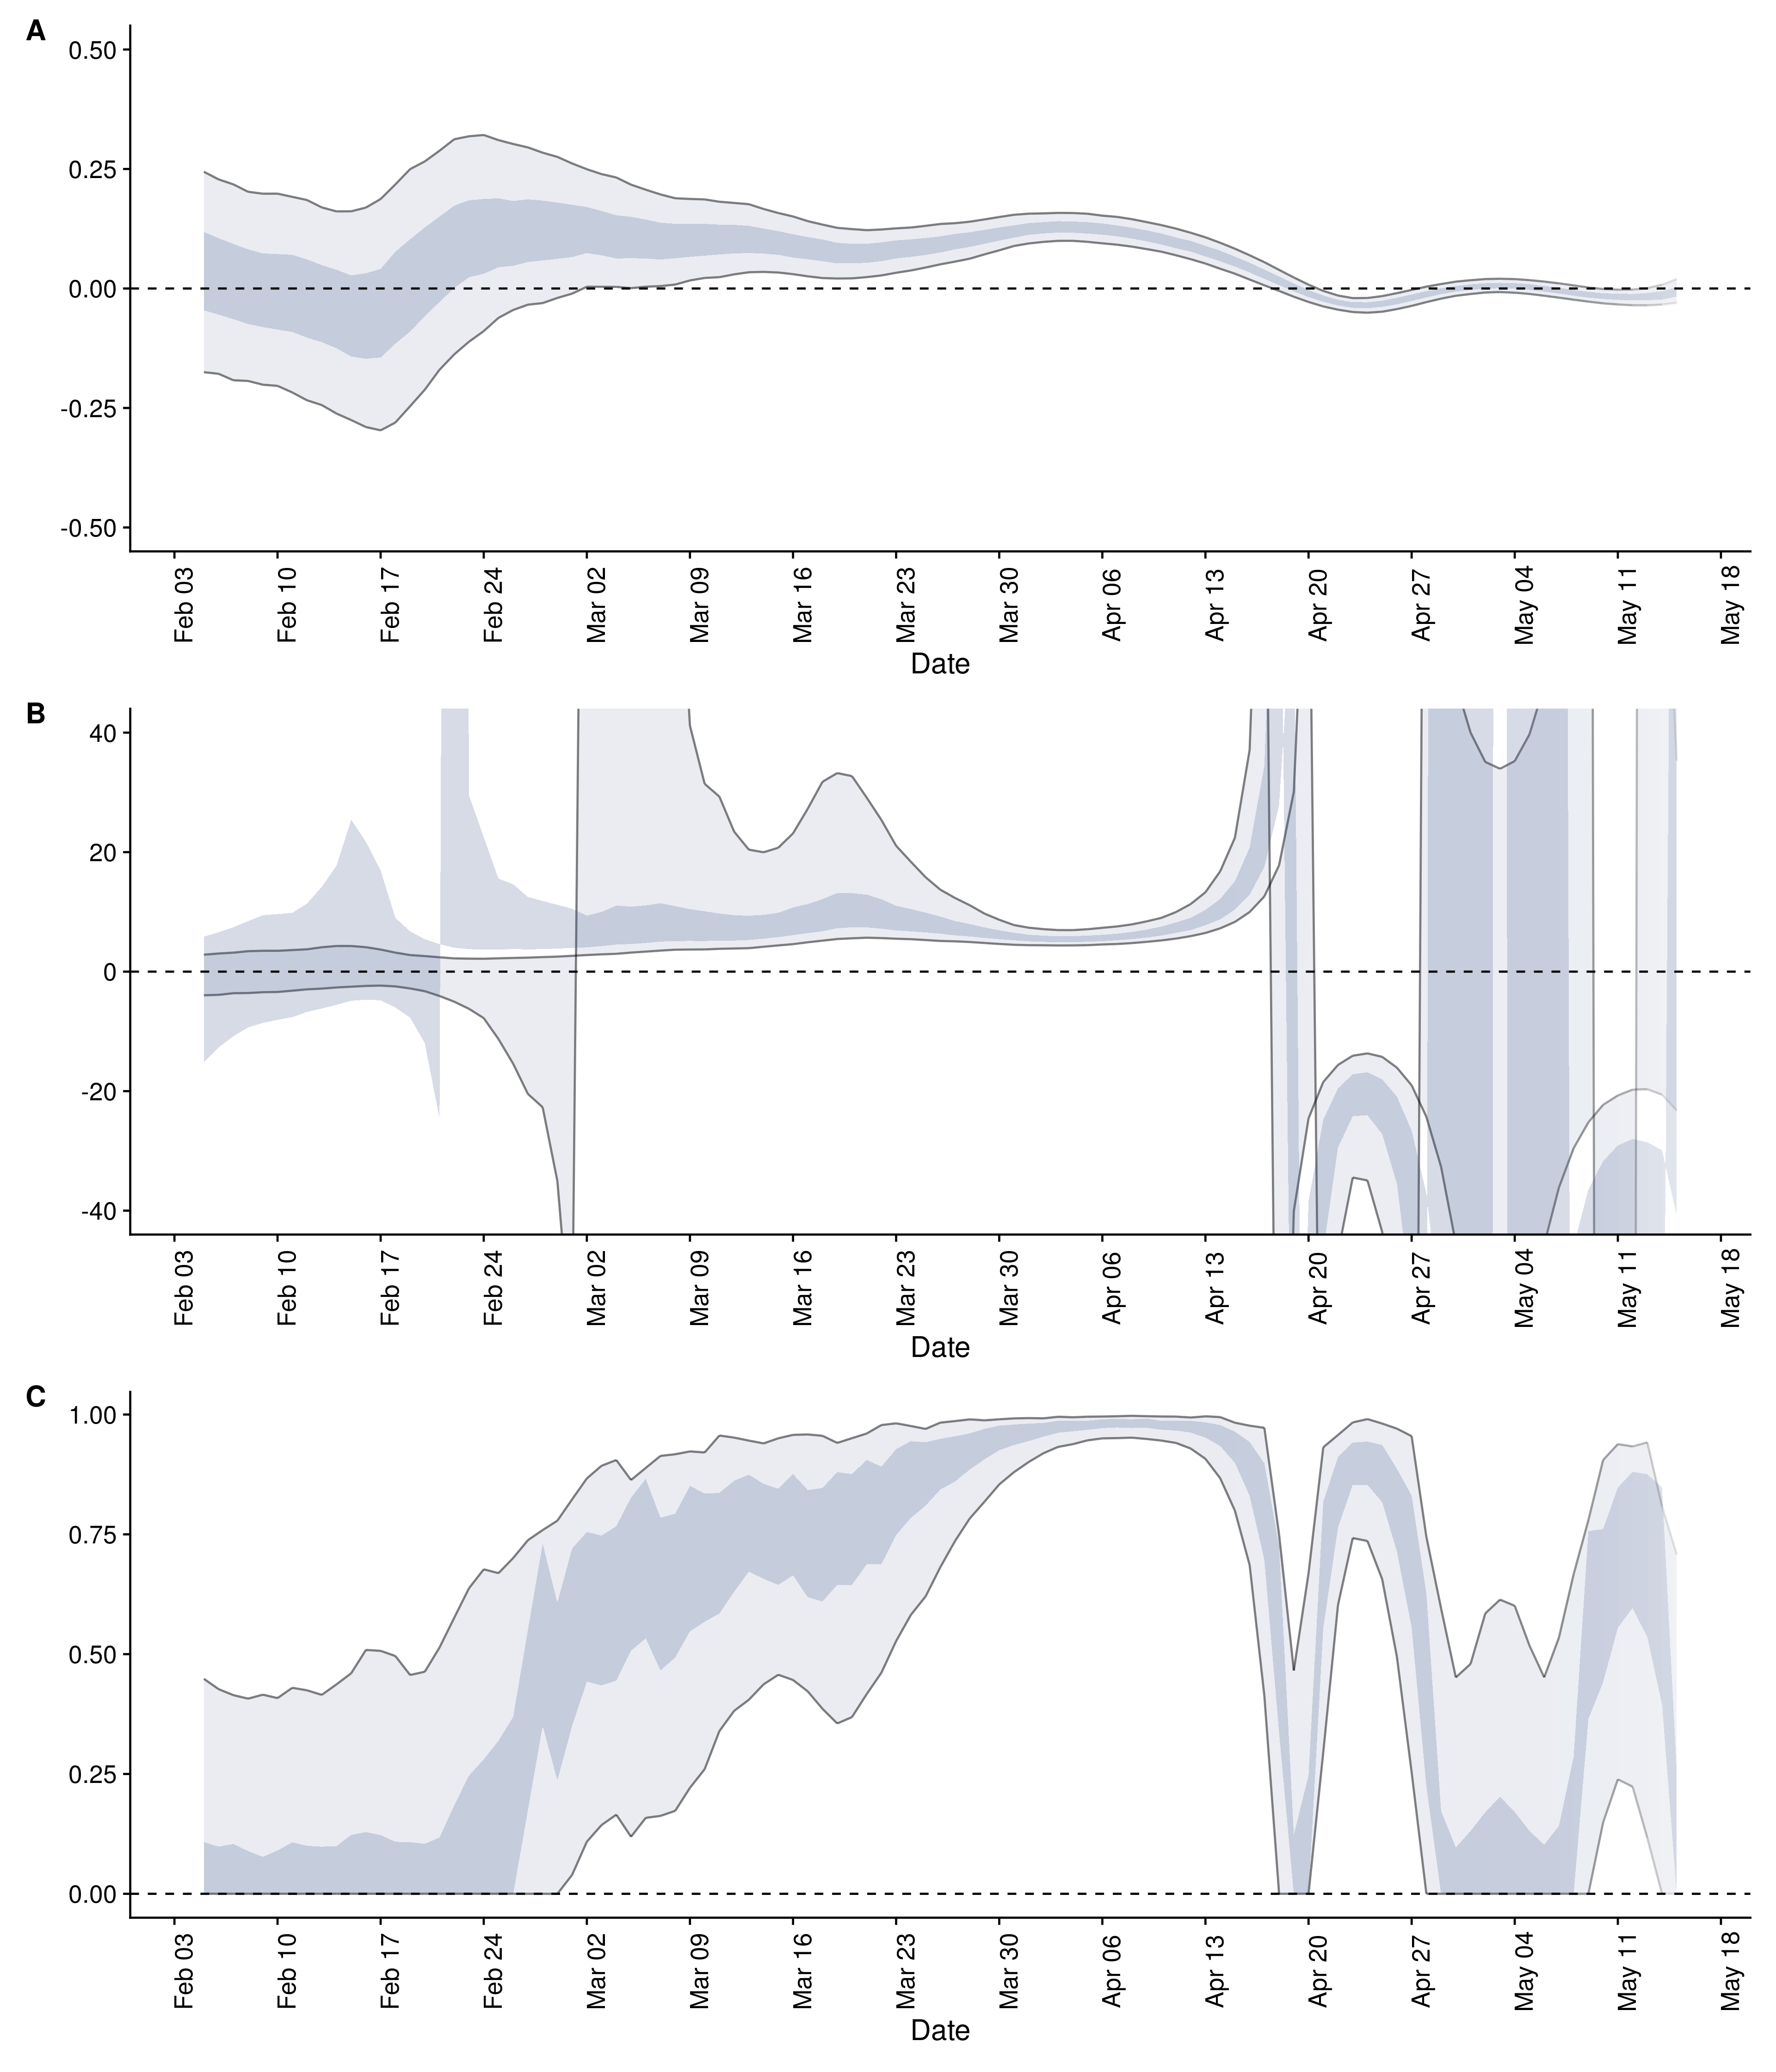 A
0.50
0.25
0.00
-0.25
-0.50
Feb 03
Feb 10
Feb 17
Feb 24
Mar 02
Mar 09
Mar 16
Mar 23
Mar 30
Apr 06
Apr 13
Apr 20
Apr 27
May 04
May 11
May 18
Date
B
40
20
0
-20
-40
Feb 03
Feb 10
Feb 17
Feb 24
Mar 02
Mar 09
Mar 16
Mar 23
Mar 30
Apr 06
Apr 13
Apr 20
Apr 27
May 04
May 11
May 18
Date
C
1.00
0.75
0.50
0.25
0.00
Feb 03
Feb 10
Feb 17
Feb 24
Mar 02
Mar 09
Mar 16
Mar 23
Mar 30
Apr 06
Apr 13
Apr 20
Apr 27
May 04
May 11
May 18
Date